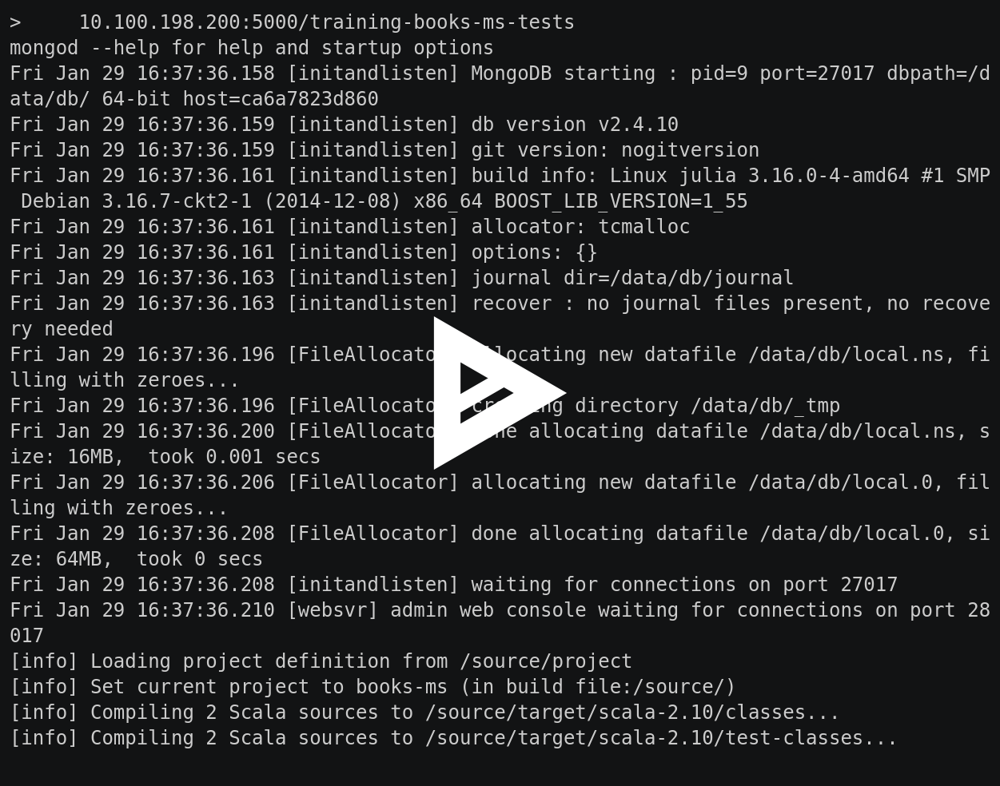 >     10.100.198.200:5000/training-books-ms-tests
mongod --help for help and startup options
Fri Jan 29 16:37:36.158 [initandlisten] MongoDB starting : pid=9 port=27017 dbpath=/d
ata/db/ 64-bit host=ca6a7823d860
Fri Jan 29 16:37:36.159 [initandlisten] db version v2.4.10
Fri Jan 29 16:37:36.159 [initandlisten] git version: nogitversion
Fri Jan 29 16:37:36.161 [initandlisten] build info: Linux julia 3.16.0-4-amd64 #1 SMP
 Debian 3.16.7-ckt2-1 (2014-12-08) x86_64 BOOST_LIB_VERSION=1_55
Fri Jan 29 16:37:36.161 [initandlisten] allocator: tcmalloc
Fri Jan 29 16:37:36.161 [initandlisten] options: {}
Fri Jan 29 16:37:36.163 [initandlisten] journal dir=/data/db/journal
Fri Jan 29 16:37:36.163 [initandlisten] recover : no journal files present, no recove
ry needed
Fri Jan 29 16:37:36.196 new datafile /data/db/local.ns, fi
lling with zeroes...
Fri Jan 29 16:37:36.196 directory /data/db/_tmp
Fri Jan 29 16:37:36.200 allocating datafile /data/db/local.ns, s
ize: 16MB,  took 0.001 secs
Fri Jan 29 16:37:36.206 [FileAllocator] allocating new datafile /data/db/local.0, fil
ling with zeroes...
Fri Jan 29 16:37:36.208 [FileAllocator] done allocating datafile /data/db/local.0, si
ze: 64MB,  took 0 secs
Fri Jan 29 16:37:36.208 [initandlisten] waiting for connections on port 27017
Fri Jan 29 16:37:36.210 [websvr] admin web console waiting for connections on port 28
017
[info] Loading project definition from /source/project
[info] Set current project to books-ms (in build file:/source/)
[info] Compiling 2 Scala sources to /source/target/scala-2.10/classes...
[info] Compiling 2 Scala sources to /source/target/scala-2.10/test-classes...